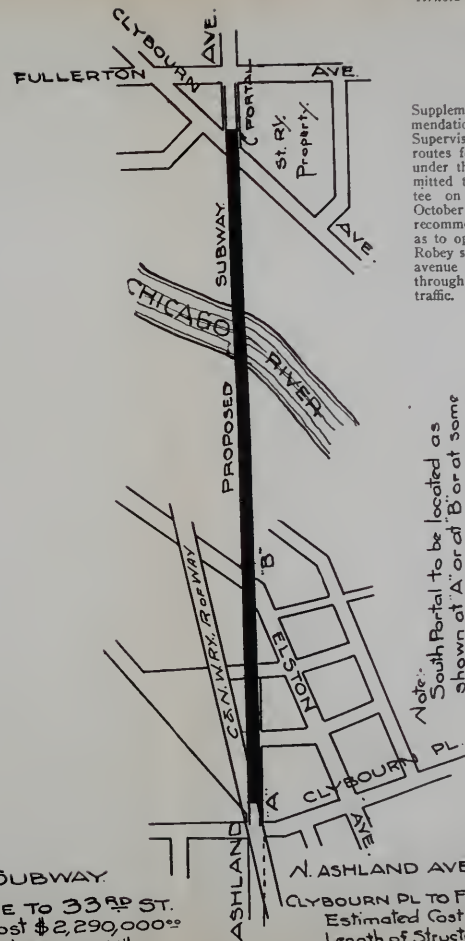 CLYBOURN
AVE.
FULLERTON
AVE.
PORTAL
St. RY.
Property.
AVE.
SUBWAY.
CHICAGO
RIVER
PROPOSED
"B"
C & N.W.RY. R.OF WAY
ELSTON
CLYBOURN PL.
"A"
AVE.
ASHLAND
Supplem
mendatio
Supervis
routes f
under th
mitted t
tee on
October
recomme
as to op
Robey s
avenue
through
traffic.
Note:-
South Portal to be located as
shown at "A" or at "B" or at some
SUBWAY.
E TO 33RD ST.
ost $2,290,000.00
N. ASHLAND AVE
CLYBOURN PL TO F
Estimated Cost
Length of Struct